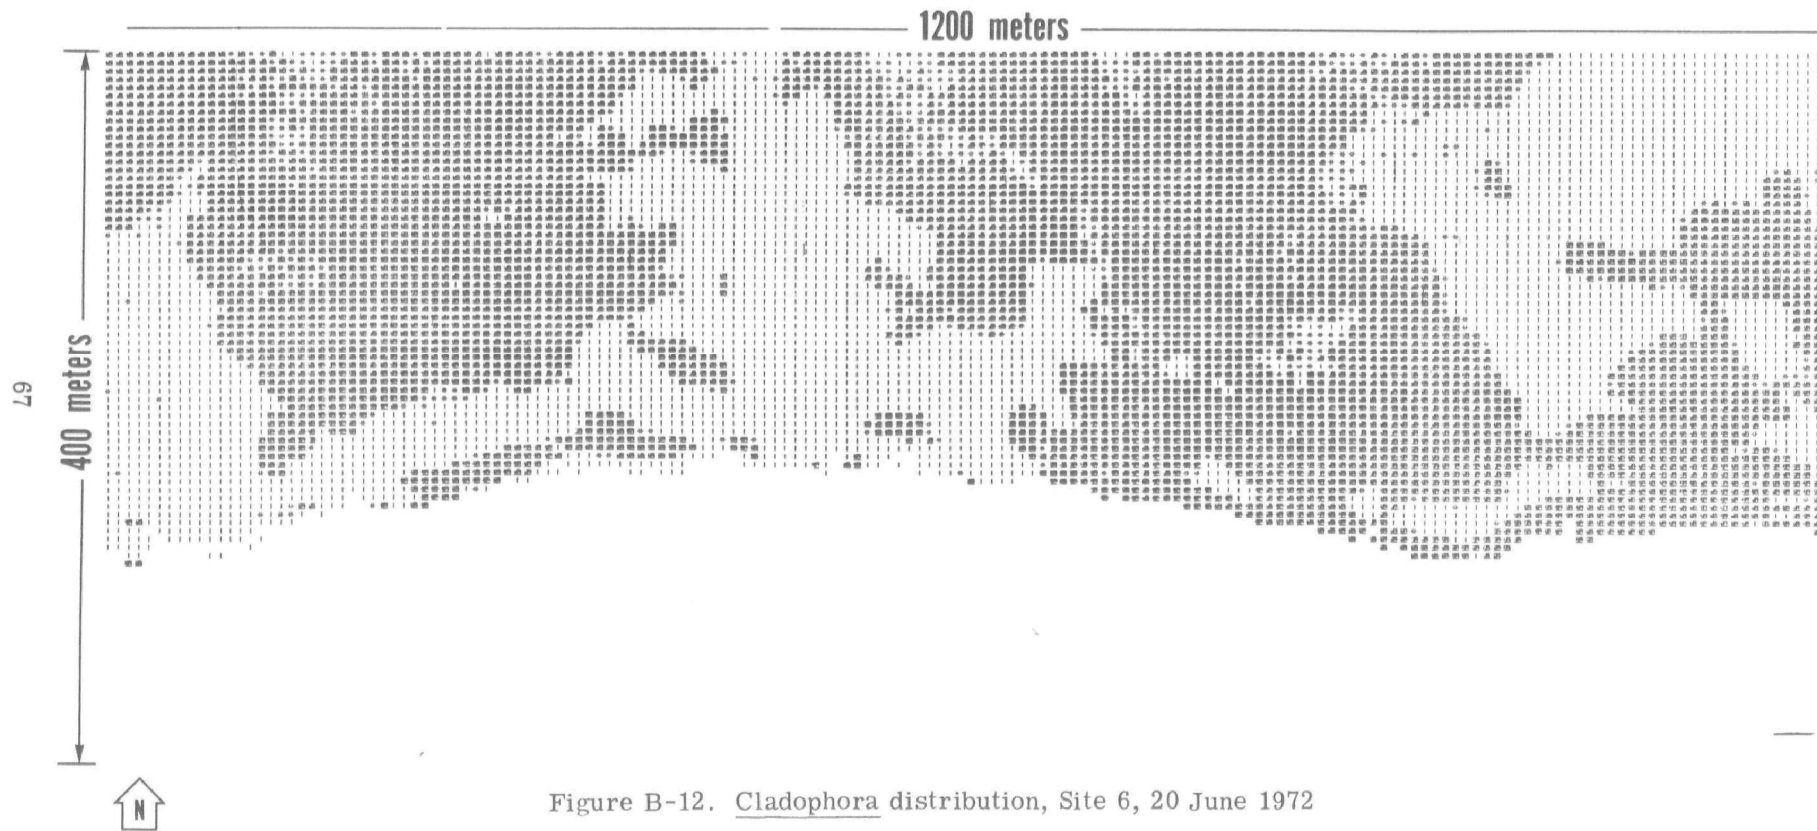 1200 meters
400 meters
67
N
Figure B-12. Cladophora distribution, Site 6, 20 June 1972